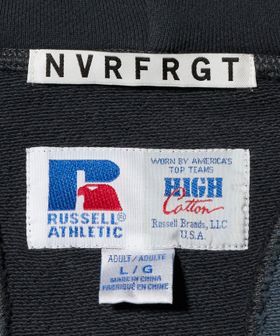 NVRFRGT
R
RUSSELL®
ATHLETIC
WORN BY AMERICA'S
TOP TEAMS
HIGH
Cotton
Russell Brands, LLC
U.S.A.
ADULT/ADULTE
L/G
MADE IN CHINA
FABRIQUÉ EN CHINE